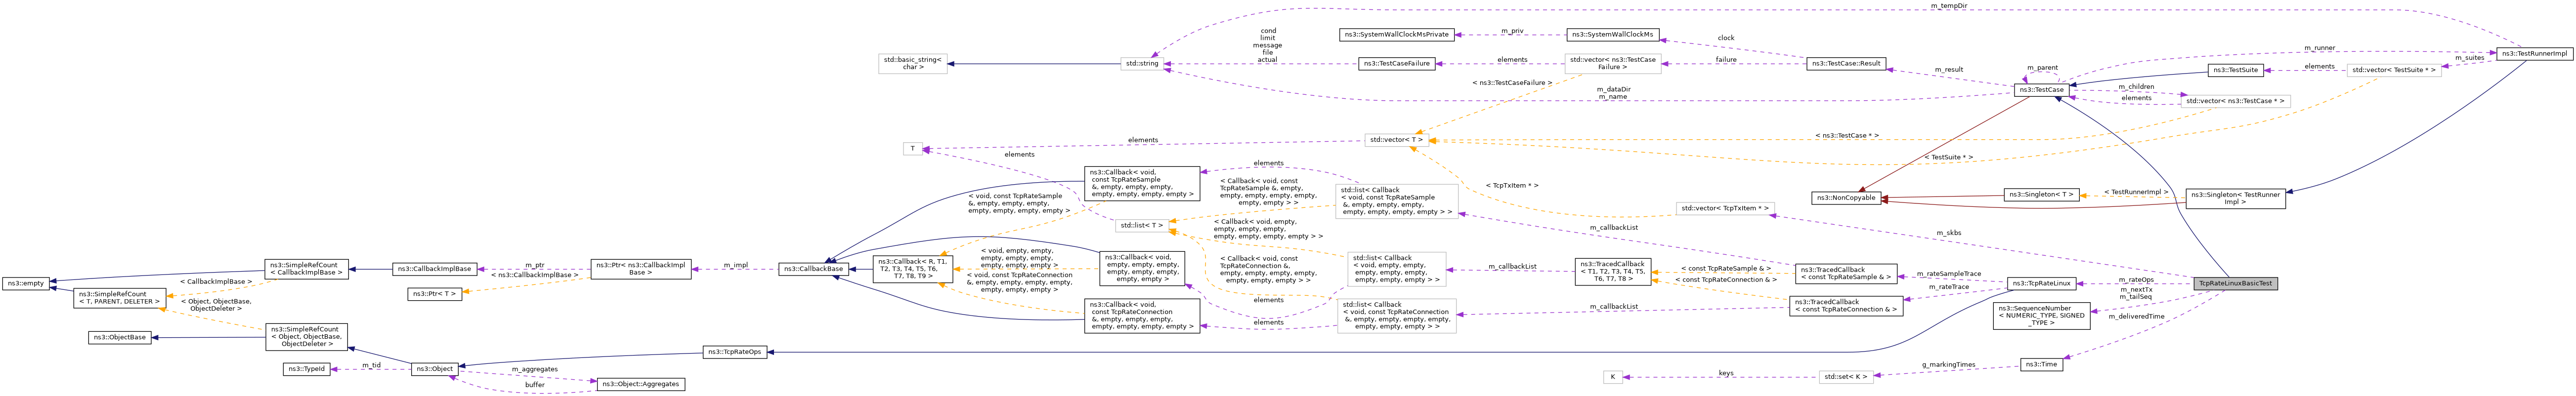 m_tempDir
cond
limit
message
file
actual
ns3::SystemWallClockMsPrivate
m_priv
ns3::SystemWallClockMs
clock
m_runner
ns3::TestRunnerImpl
std::basic_string<
char >
std::string
ns3::TestCaseFailure
elements
std::vector< ns3::TestCase
Failure >
failure
ns3::TestCase::Result
m_result
m_parent
ns3::TestSuite
elements
std::vector< TestSuite * >
m_suites
ns3::TestCase
m_children
elements
std::vector< ns3::TestCase * >
< ns3::TestCaseFailure >
m_dataDir
m_name
T
elements
elements
std::vector< T >
< ns3::TestCase * >
< TestSuite * >
ns3::Callback< void,
const TcpRateSample
&, empty, empty, empty,
empty, empty, empty, empty >
elements
< void, const TcpRateSample
&, empty, empty, empty,
empty, empty, empty, empty >
< Callback< void, const
TcpRateSample &, empty,
empty, empty, empty, empty,
empty, empty > >
std::list< Callback
< void, const TcpRateSample
&, empty, empty, empty,
empty, empty, empty, empty > >
< TcpTxItem * >
std::vector< TcpTxItem * >
ns3::NonCopyable
ns3::Singleton< T >
< TestRunnerImpl >
ns3::Singleton< TestRunner
Impl >
std::list< T >
< Callback< void, empty,
empty, empty, empty,
empty, empty, empty, empty > >
m_callbackList
m_skbs
ns3::empty
ns3::SimpleRefCount
< CallbackImplBase >
ns3::CallbackImplBase
m_ptr
ns3::Ptr< ns3::CallbackImpl
Base >
m_impl
ns3::CallbackBase
ns3::Callback< R, T1,
T2, T3, T4, T5, T6,
T7, T8, T9 >
< void, empty, empty,
empty, empty, empty,
empty, empty, empty >
ns3::Callback< void,
empty, empty, empty,
empty, empty, empty,
empty, empty >
< Callback< void, const
TcpRateConnection &,
empty, empty, empty, empty,
empty, empty, empty > >
std::list< Callback
< void, empty, empty,
empty, empty, empty,
empty, empty, empty > >
m_callbackList
ns3::TracedCallback
< T1, T2, T3, T4, T5,
T6, T7, T8 >
< const TcpRateSample & >
< const TcpRateConnection & >
ns3::TracedCallback
< const TcpRateSample & >
m_rateSampleTrace
m_rateTrace
ns3::TcpRateLinux
m_rateOps
TcpRateLinuxBasicTest
< CallbackImplBase >
< ns3::CallbackImplBase >
ns3::SimpleRefCount
< T, PARENT, DELETER >
ns3::Ptr< T >
< void, const TcpRateConnection
&, empty, empty, empty, empty,
empty, empty, empty >
elements
m_nextTx
m_tailSeq
< Object, ObjectBase,
ObjectDeleter >
ns3::Callback< void,
const TcpRateConnection
&, empty, empty, empty,
empty, empty, empty, empty >
elements
std::list< Callback
< void, const TcpRateConnection
&, empty, empty, empty, empty,
empty, empty, empty > >
m_callbackList
ns3::TracedCallback
< const TcpRateConnection & >
ns3::SequenceNumber
< NUMERIC_TYPE, SIGNED
_TYPE >
m_deliveredTime
ns3::ObjectBase
ns3::SimpleRefCount
< Object, ObjectBase,
ObjectDeleter >
ns3::TcpRateOps
ns3::TypeId
m_tid
ns3::Object
m_aggregates
buffer
ns3::Object::Aggregates
K
keys
std::set< K >
g_markingTimes
ns3::Time